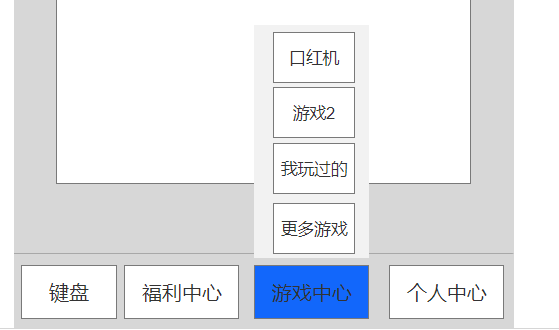 口红机
游戏2
我玩过的
更多游戏
键盘
福利中心
游戏中心
个人中心